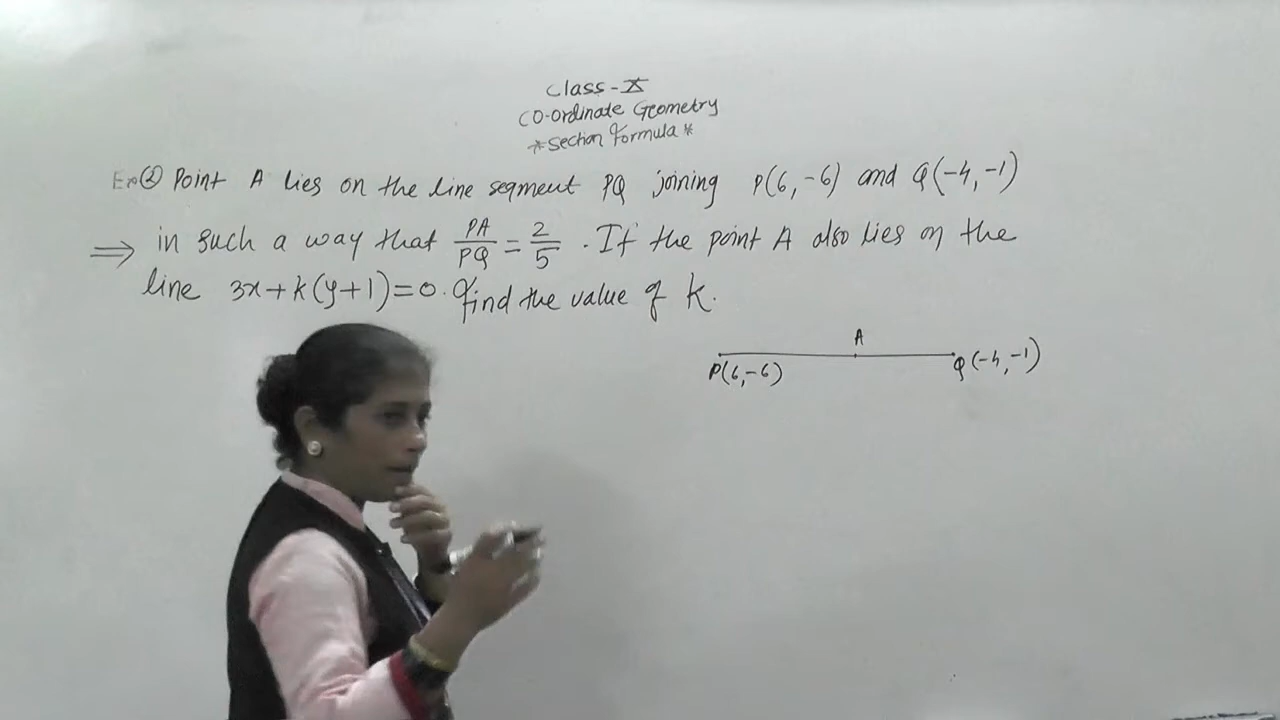 Class-X
CO-ordinate Geometry
*Section Formula*
Ex② Point A lies on the line segment PQ joining P(6,-6) and Q(-4,-1)
⇒ in such a way that PA/PQ = 2/5 . If the point A also lies on the
line 3x+k(y+1)=0. find the value of k.
A
P(6,-6) Q(-4,-1)